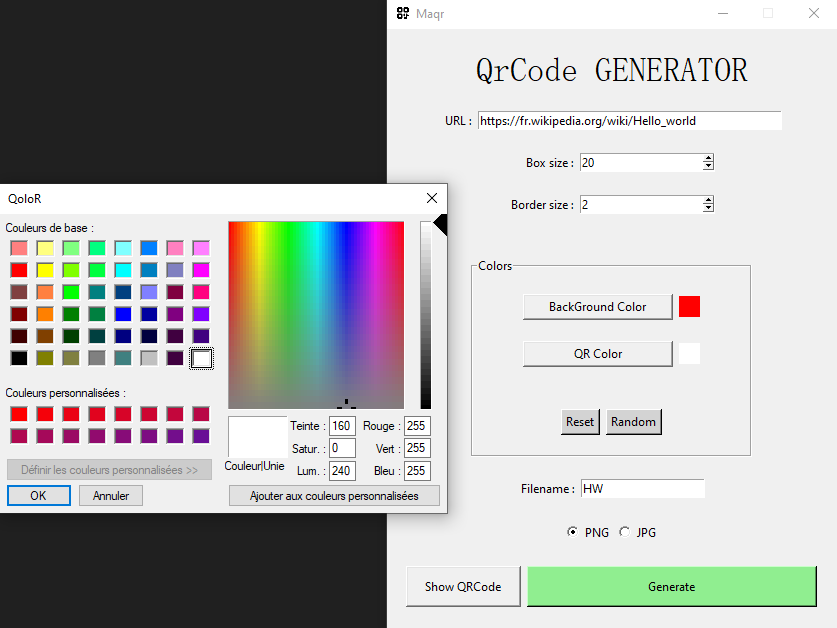 Maqr
QrCode GENERATOR
URL : https://fr.wikipedia.org/wiki/Hello_world
Box size : 20
Border size : 2
Colors
BackGround Color
QR Color
Reset Random
Filename : HW
PNG JPG
Show QRCode Generate
QoloR
Couleurs de base :
Couleurs personnalisées :
Définir les couleurs personnalisées >>
OK Annuler
Teinte : 160 Rouge : 255
Satur. : 0 Vert : 255
Couleur|Unie Lum. : 240 Bleu : 255
Ajouter aux couleurs personnalisées